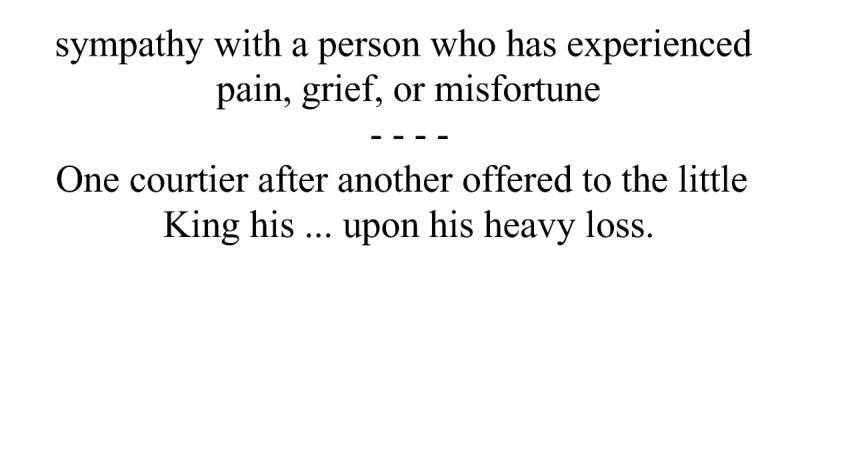 sympathy with a person who has experienced
pain, grief, or misfortune
- - - -
One courtier after another offered to the little
King his ... upon his heavy loss.